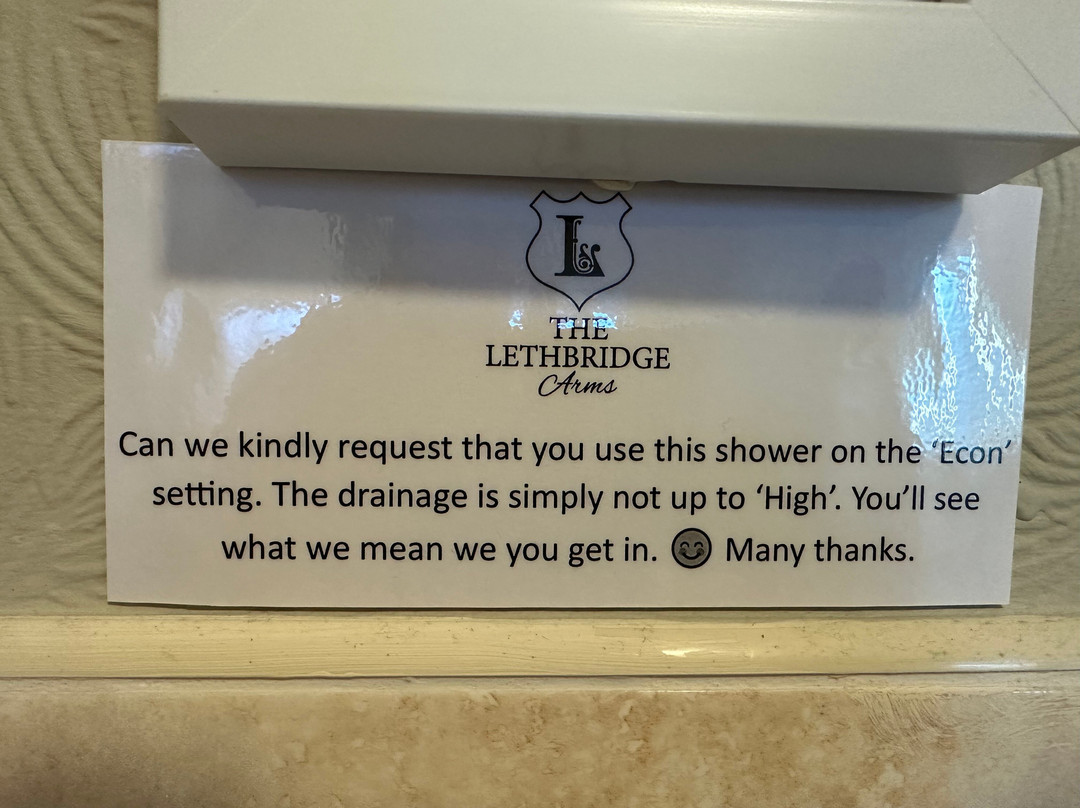 L&
THE
LETHBRIDGE
Arms
Can we kindly request that you use this shower on the ‘Econ’
setting. The drainage is simply not up to ‘High’. You’ll see
what we mean we you get in. 😊 Many thanks.